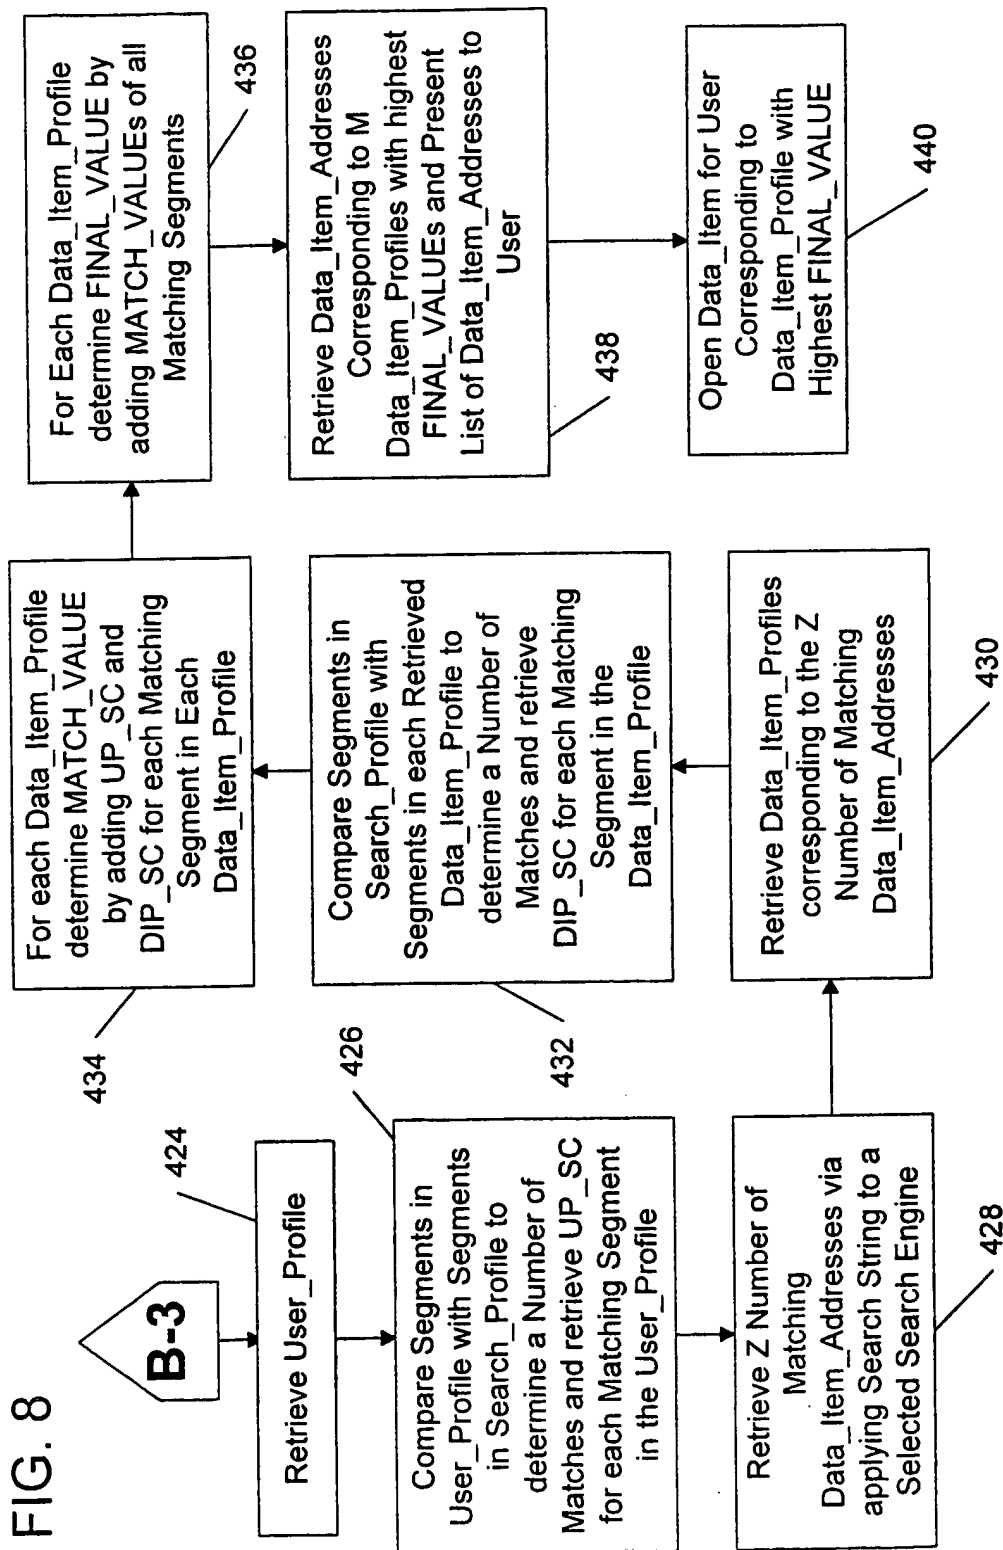 FIG. 8
B-3
424
Retrieve User_Profile
426
Compare Segments in
User_Profile with Segments
in Search_Profile to
determine a Number of
Matches and retrieve UP_SC
for each Matching Segment
in the User_Profile
Retrieve Z Number of
Matching
Data_Item_Addresses via
applying Search String to a
Selected Search Engine
428
Retrieve Data_Item_Profiles
corresponding to the Z
Number of Matching
Data_Item_Addresses
430
Compare Segments in
Search_Profile with
Segments in each Retrieved
Data_Item_Profile to
determine a Number of
Matches and retrieve
DIP_SC for each Matching
Segment in the
Data_Item_Profile
432
For each Data_Item_Profile
determine MATCH_VALUE
by adding UP_SC and
DIP_SC for each Matching
Segment in Each
Data_Item_Profile
434
For Each Data_Item_Profile
determine FINAL_VALUE by
adding MATCH_VALUEs of all
Matching Segments
436
Retrieve Data_Item_Addresses
Corresponding to M
Data_Item_Profiles with highest
FINAL_VALUEs and Present
List of Data_Item_Addresses to
User
438
Open Data_Item for User
Corresponding to
Data_Item_Profile with
Highest FINAL_VALUE
440